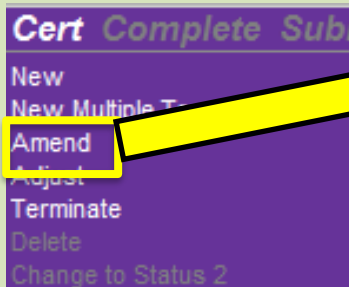 Cert Complete
New
New Multiple
Amend
Adjust
Terminate
Delete
Change to Status 2